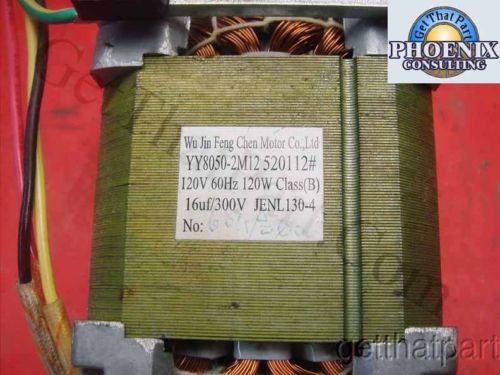 Get That Part
PHOENIX
CONSULTING
Wu Jin Feng Chen Motor Co.,Ltd
YY8050-2M12 520112#
120V 60Hz 120W Class(B)
16uf/300V JENL130-4
No:
getthatpart